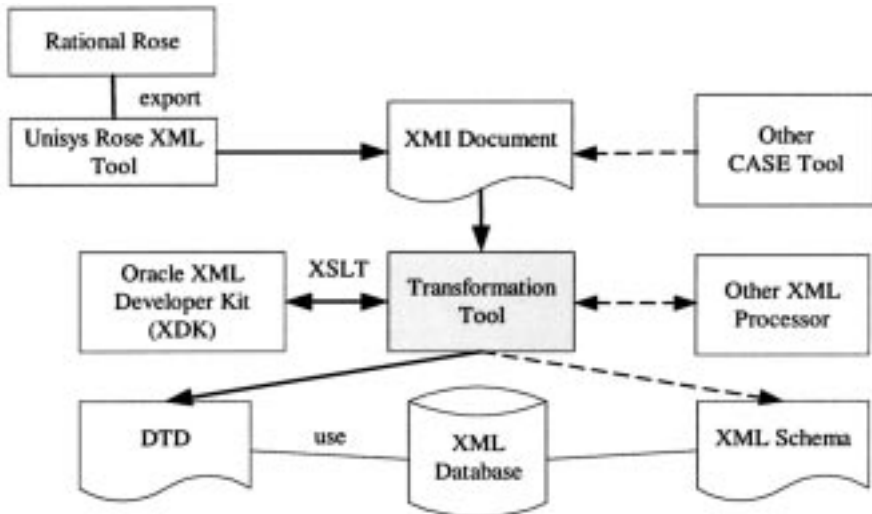 Rational Rose
export
Unisys Rose XML
Tool
XMI Document
Other
CASE Tool
Oracle XML
Developer Kit
(XDK)
XSLT
Transformation
Tool
Other XML
Processor
DTD
use
XML
Database
XML Schema